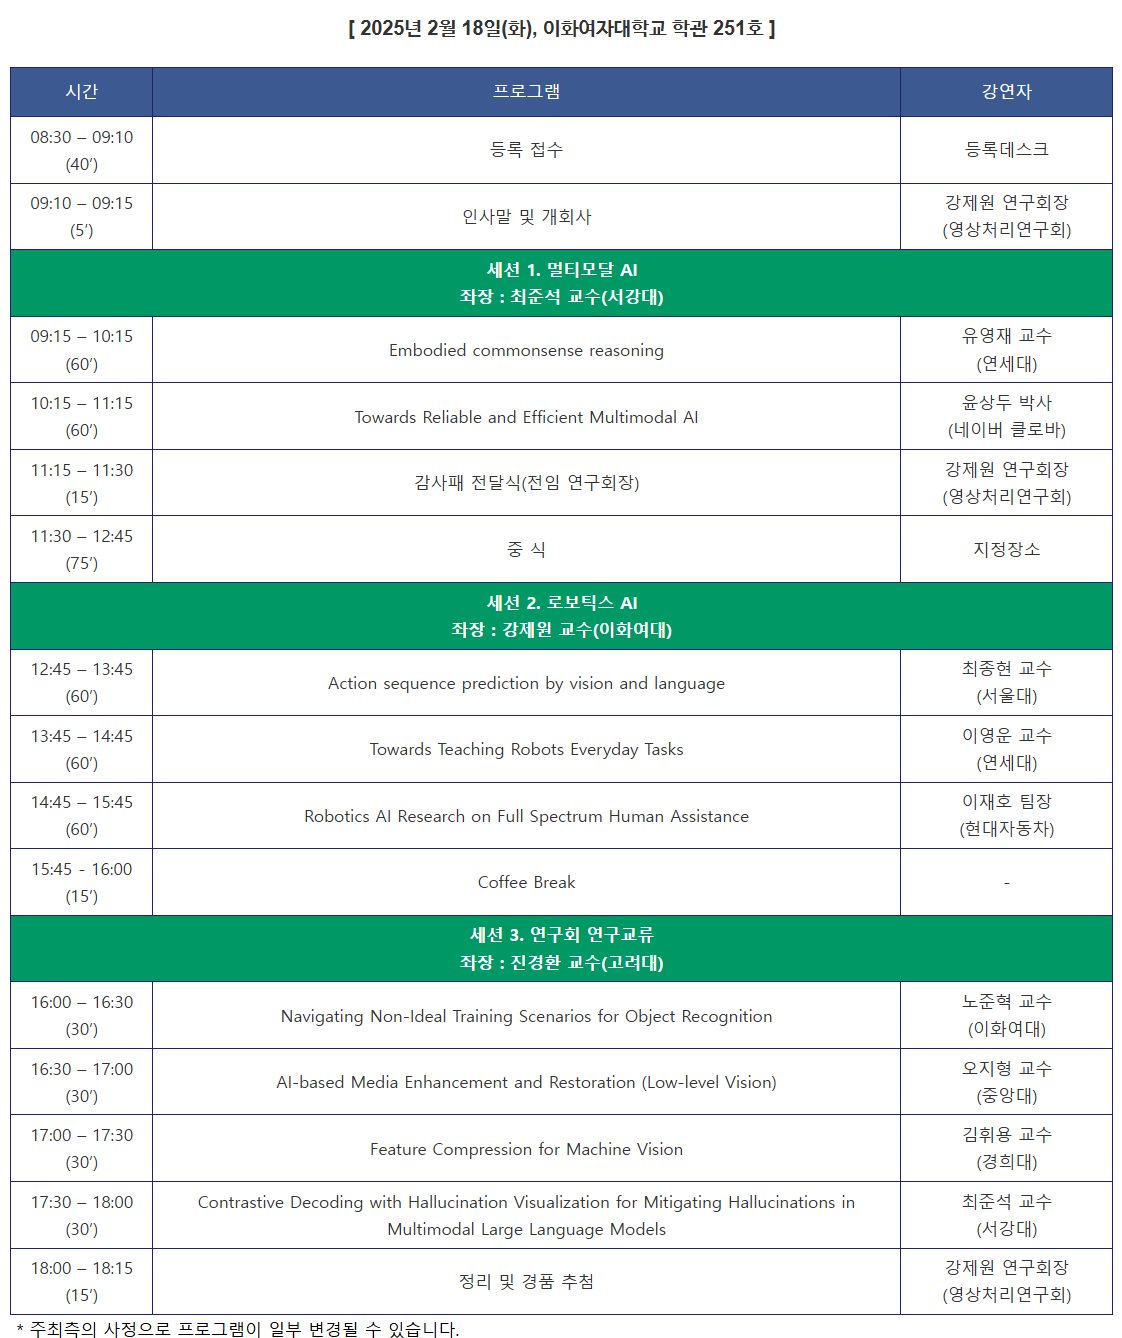 [ 2025년 2월 18일(화), 이화여자대학교 학관 251호 ]
시간 프로그램 강연자
08:30 – 09:10
(40′)
등록 접수
등록데스크
09:10 – 09:15
(5′)
인사말 및 개회사
강제원 연구회장
(영상처리연구회)
세션 1. 멀티모달 AI
좌장 : 최준석 교수(서강대)
09:15 – 10:15
(60′)
Embodied commonsense reasoning
유영재 교수
(연세대)
10:15 – 11:15
(60′)
Towards Reliable and Efficient Multimodal AI
윤상두 박사
(네이버 클로바)
11:15 – 11:30
(15′)
감사패 전달식(전임 연구회장)
강제원 연구회장
(영상처리연구회)
11:30 – 12:45
(75′)
중 식
지정장소
세션 2. 로보틱스 AI
좌장 : 강제원 교수(이화여대)
12:45 – 13:45
(60′)
Action sequence prediction by vision and language
최종현 교수
(서울대)
13:45 – 14:45
(60′)
Towards Teaching Robots Everyday Tasks
이영운 교수
(연세대)
14:45 – 15:45
(60′)
Robotics AI Research on Full Spectrum Human Assistance
이재호 팀장
(현대자동차)
15:45 - 16:00
(15′)
Coffee Break
-
세션 3. 연구회 연구교류
좌장 : 진경환 교수(고려대)
16:00 – 16:30
(30′)
Navigating Non-Ideal Training Scenarios for Object Recognition
노준혁 교수
(이화여대)
16:30 – 17:00
(30′)
AI-based Media Enhancement and Restoration (Low-level Vision)
오지형 교수
(중앙대)
17:00 – 17:30
(30′)
Feature Compression for Machine Vision
김휘용 교수
(경희대)
17:30 – 18:00
(30′)
Contrastive Decoding with Hallucination Visualization for Mitigating Hallucinations in
Multimodal Large Language Models
최준석 교수
(서강대)
18:00 – 18:15
(15′)
정리 및 경품 추첨
강제원 연구회장
(영상처리연구회)
* 주최측의 사정으로 프로그램이 일부 변경될 수 있습니다.